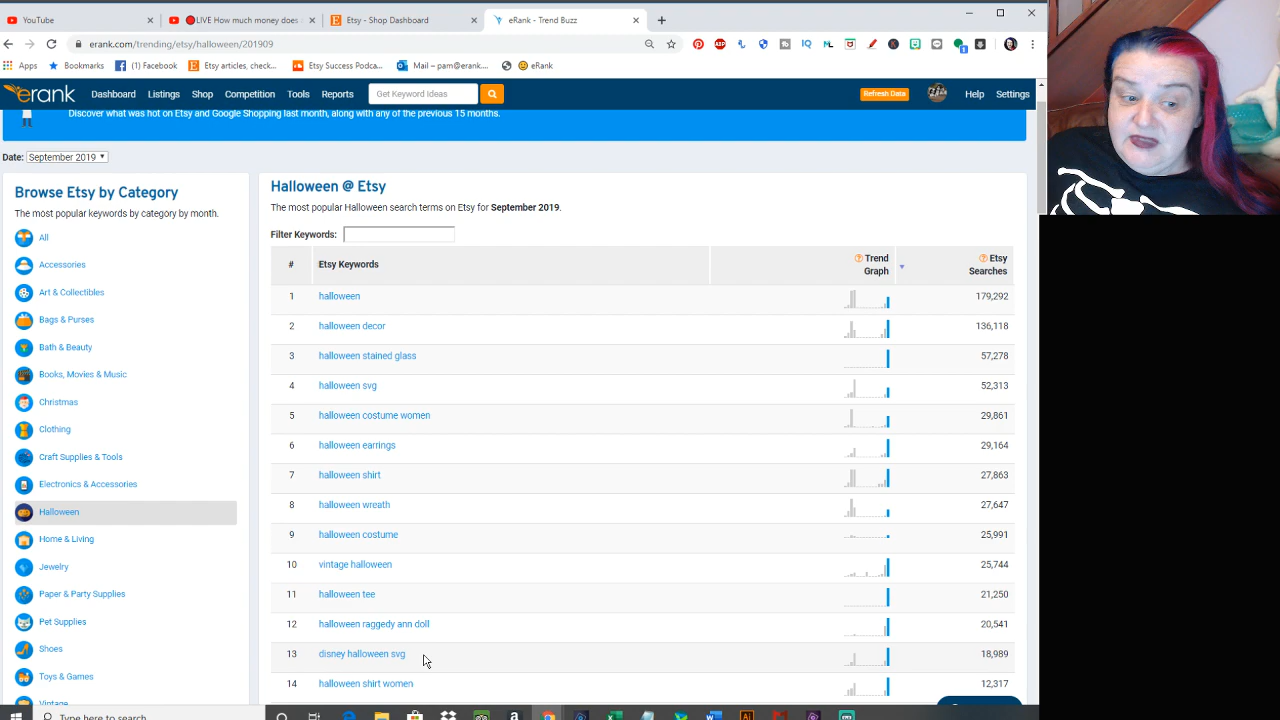 YouTube
LIVE How much money does
Etsy - Shop Dashboard
eRank - Trend Buzz
erank.com/trending/etsy/halloween/201909
Apps
Bookmarks
(1) Facebook
Etsy articles, check...
Etsy Success Podca...
Mail – pam@erank....
eRank
erank
Dashboard
Listings
Shop
Competition
Tools
Reports
Get Keyword Ideas
Refresh Data
Help
Settings
Discover what was hot on Etsy and Google Shopping last month, along with any of the previous 15 months.
Date: September 2019
Browse Etsy by Category
The most popular keywords by category by month.
All
Accessories
Art & Collectibles
Bags & Purses
Bath & Beauty
Books, Movies & Music
Christmas
Clothing
Craft Supplies & Tools
Electronics & Accessories
Halloween
Home & Living
Jewelry
Paper & Party Supplies
Pet Supplies
Shoes
Toys & Games
Vintage
Halloween @ Etsy
The most popular Halloween search terms on Etsy for September 2019.
Filter Keywords:
# Etsy Keywords Trend Graph Etsy Searches
1 halloween 179,292
2 halloween decor 136,118
3 halloween stained glass 57,278
4 halloween svg 52,313
5 halloween costume women 29,861
6 halloween earrings 29,164
7 halloween shirt 27,863
8 halloween wreath 27,647
9 halloween costume 25,991
10 vintage halloween 25,744
11 halloween tee 21,250
12 halloween raggedy ann doll 20,541
13 disney halloween svg 18,989
14 halloween shirt women 12,317
Type here to search